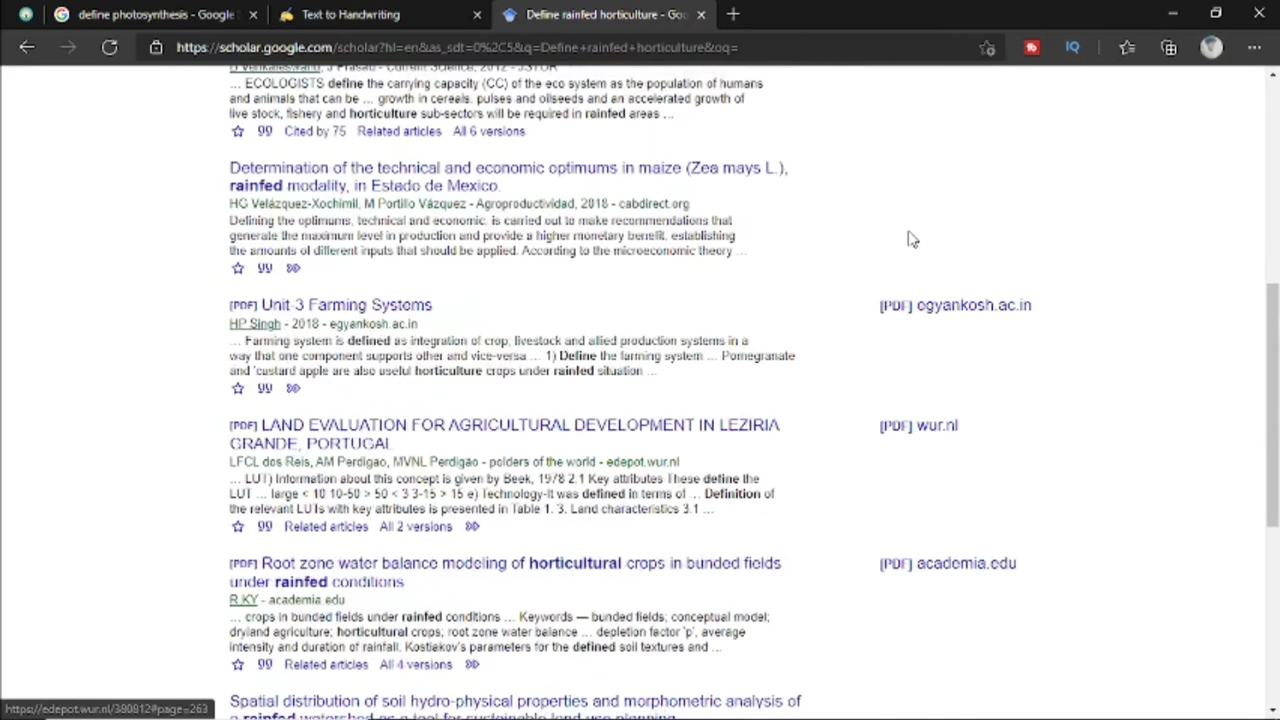 define photosynthesis - Google
Text to Handwriting
Define rainfed horticulture - Goo
https://scholar.google.com/scholar?hl=en&as_sdt=0%2C5&q=Define+rainfed+horticulture&oq=
IQ
Prasad - Current Science, 2012 - JSTOR
... ECOLOGISTS define the carrying capacity (CC) of the eco system as the population of humans
and animals that can be ... growth in cereals, pulses and oilseeds and an accelerated growth of
live stock, fishery and horticulture sub-sectors will be required in rainfed areas ...
Cited by 75 Related articles All 6 versions
Determination of the technical and economic optimums in maize (Zea mays L.),
rainfed modality, in Estado de Mexico.
HG Velázquez-Xochimil, M Portillo Vázquez - Agroproductividad, 2018 - cabdirect.org
Defining the optimums, technical and economic, is carried out to make recommendations that
generate the maximum level in production and provide a higher monetary benefit, establishing
the amounts of different inputs that should be applied. According to the microeconomic theory ...
[PDF] Unit-3 Farming Systems
[PDF] egyankosh.ac.in
HP Singh - 2018 - egyankosh.ac.in
... Farming system is defined as integration of crop, livestock and allied production systems in a
way that one component supports other and vice-versa ... 1) Define the farming system ... Pomegranate
and 'custard apple are also useful horticulture crops under rainfed situation ...
[PDF] LAND EVALUATION FOR AGRICULTURAL DEVELOPMENT IN LEZIRIA
GRANDE, PORTUGAL
[PDF] wur.nl
LFCL dos Reis, AM Perdigao, MVNL Perdigão - polders of the world - edepot.wur.nl
... LUT) Information about this concept is given by Beek, 1978 2.1 Key attributes These define the
LUT ... large < 10 10-50 > 50 < 3 3-15 > 15 e) Technology-It was defined in terms of ... Definition of
the relevant LUTs with key attributes is presented in Table 1. 3. Land characteristics 3.1 ...
Related articles All 2 versions
[PDF] Root zone water balance modeling of horticultural crops in bunded fields
under rainfed conditions
[PDF] academia.edu
R KY - academia.edu
... crops in bunded fields under rainfed conditions ... Keywords — bunded fields; conceptual model;
dryland agriculture; horticultural crops; root zone water balance ... depletion factor 'p', average
intensity and duration of rainfall, Kostiakov's parameters for the defined soil textures and ...
Related articles All 4 versions
Spatial distribution of soil hydro-physical properties and morphometric analysis of
a rainfed watershed as a tool for sustainable land use planning
https://edepot.wur.nl/380812#page=263